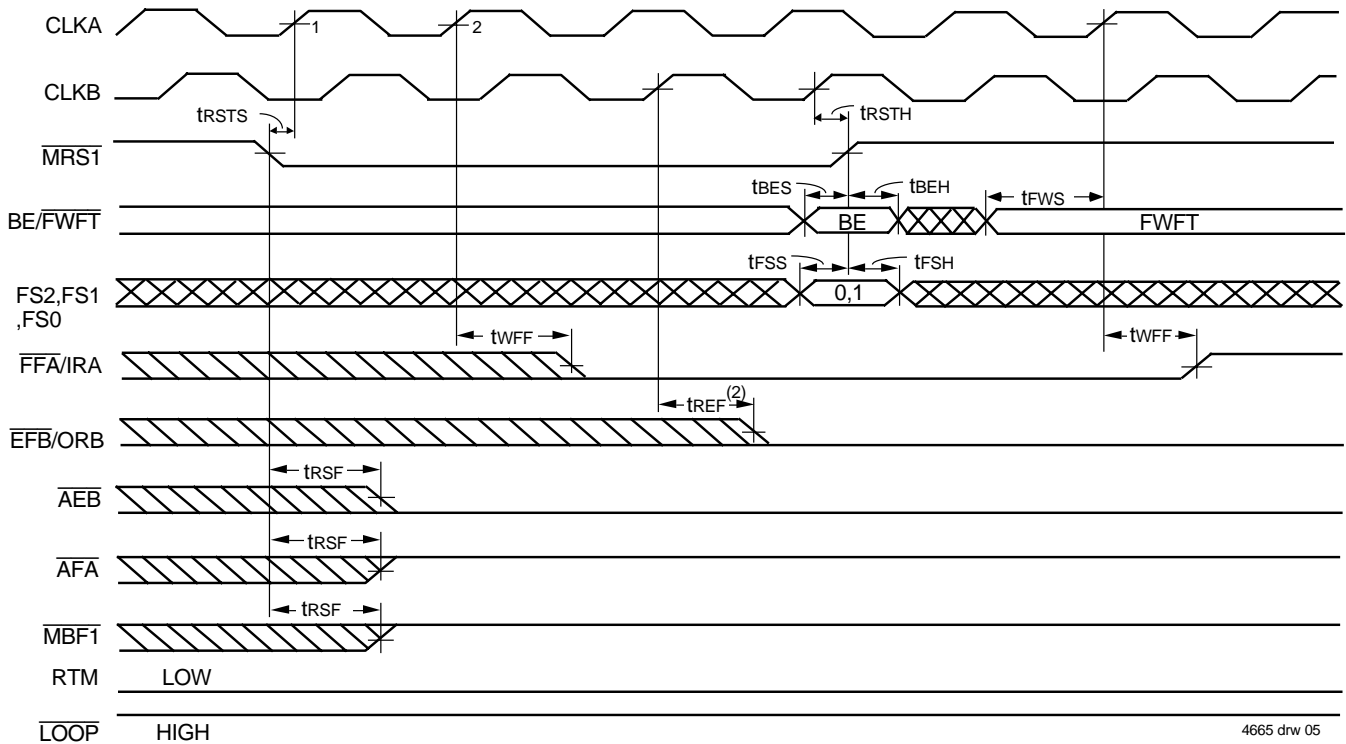 CLKA
1
2
CLKB
tRSTS
tRSTH
MRS1
tBES
tBEH
tFWS
BE/FWFT
BE
FWFT
tFSS
tFSH
FS2,FS1
,FS0
0,1
tWFF
tWFF
FFA/IRA
tREF(2)
EFB/ORB
tRSF
AEB
tRSF
AFA
tRSF
MBF1
RTM LOW
LOOP HIGH
4665 drw 05